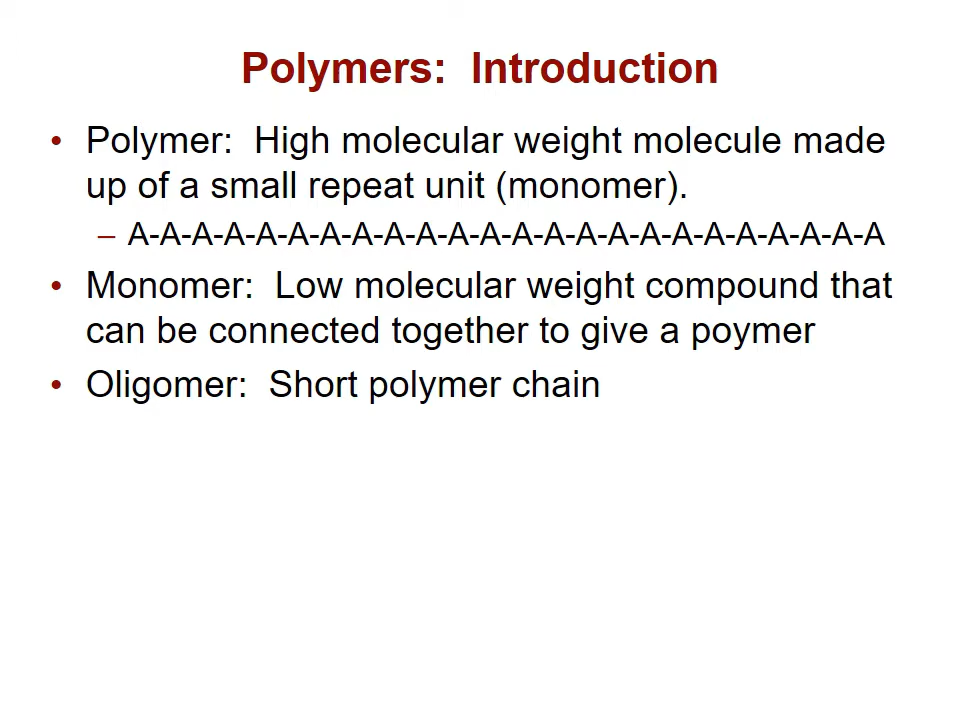 Polymers:  Introduction
• Polymer:  High molecular weight molecule made
up of a small repeat unit (monomer).
– A-A-A-A-A-A-A-A-A-A-A-A-A-A-A-A-A-A-A-A-A-A-A-A
• Monomer:  Low molecular weight compound that
can be connected together to give a poymer
• Oligomer:  Short polymer chain